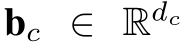 𝐛_c ∈ ℝ^{d_c}